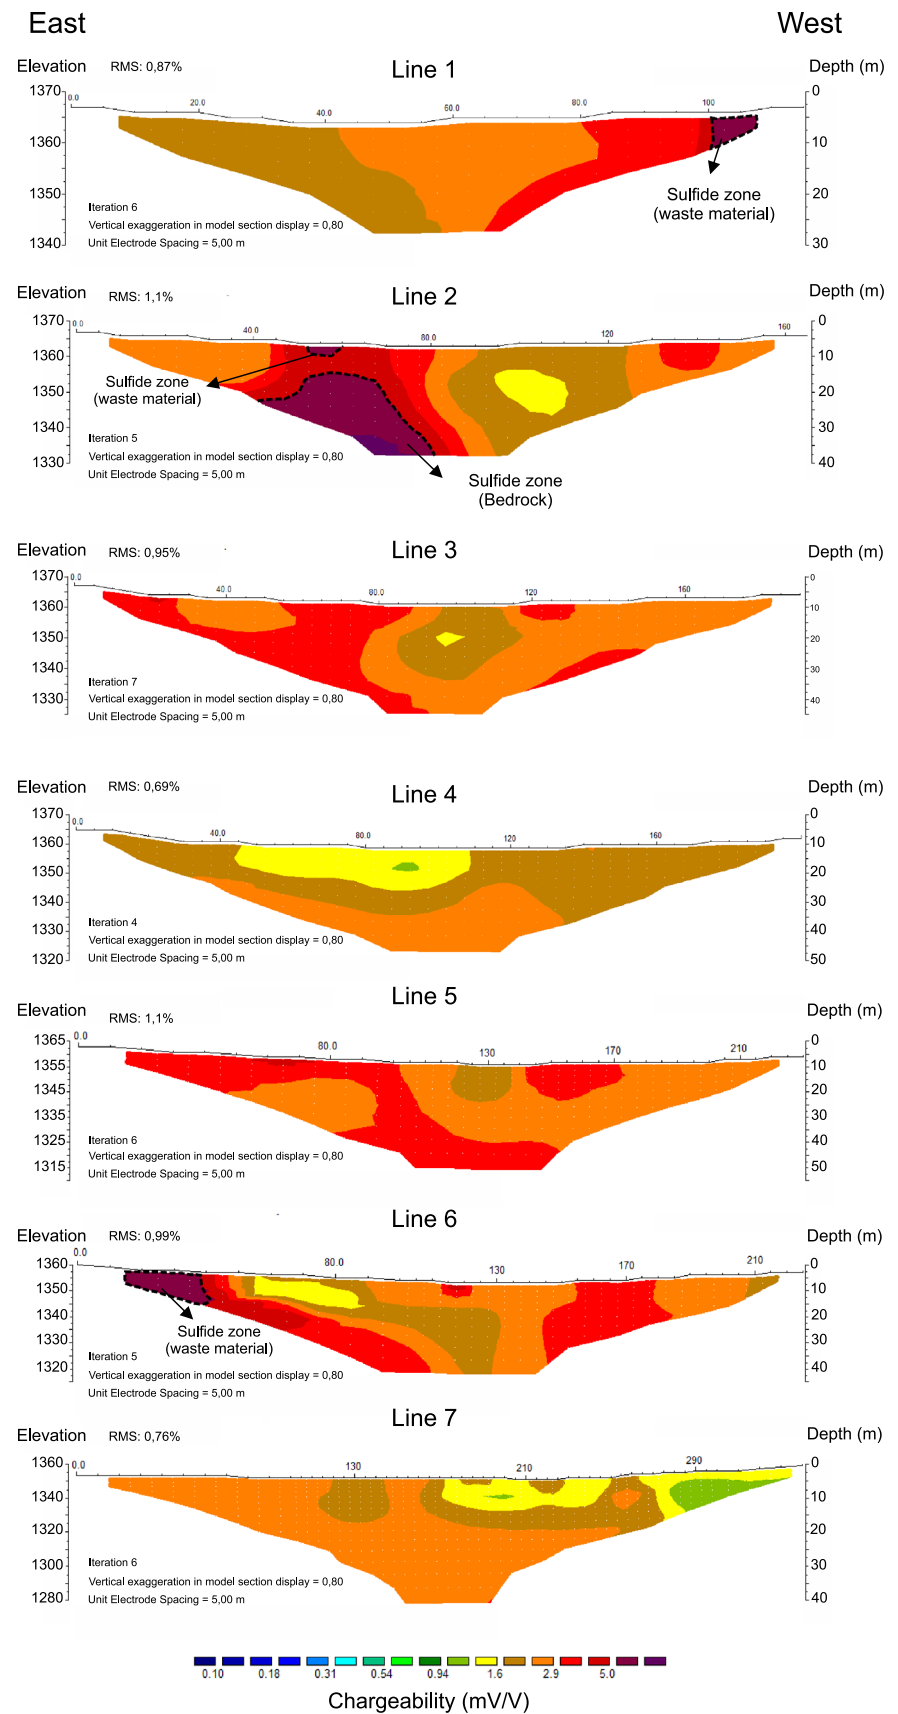 East
West
Elevation
RMS: 0,87%
Line 1
Depth (m)
1370
0.0
20.0
40.0
60.0
80.0
100
0
1360
10
1350
20
1340
30
Sulfide zone
(waste material)
Iteration 6
Vertical exaggeration in model section display = 0,80
Unit Electrode Spacing = 5,00 m
Elevation
RMS: 1,1%
Line 2
Depth (m)
1370
0.0
40.0
80.0
120
160
0
1360
10
1350
20
1340
30
1330
40
Sulfide zone
(waste material)
Iteration 5
Vertical exaggeration in model section display = 0,80
Unit Electrode Spacing = 5,00 m
Sulfide zone
(Bedrock)
Elevation
RMS: 0,95%
Line 3
Depth (m)
1370
0.0
40.0
80.0
120
160
0
1360
10
1350
20
1340
30
1330
40
Iteration 7
Vertical exaggeration in model section display = 0,80
Unit Electrode Spacing = 5,00 m
Elevation
RMS: 0,69%
Line 4
Depth (m)
1370
0.0
40.0
80.0
120
160
0
1360
10
1350
20
1340
30
1330
40
1320
50
Iteration 4
Vertical exaggeration in model section display = 0,80
Unit Electrode Spacing = 5,00 m
Elevation
RMS: 1,1%
Line 5
Depth (m)
1365
0.0
80.0
130
170
210
0
1355
10
1345
20
1335
30
1325
40
1315
50
Iteration 6
Vertical exaggeration in model section display = 0,80
Unit Electrode Spacing = 5,00 m
Elevation
RMS: 0,99%
Line 6
Depth (m)
1360
0.0
80.0
130
170
210
0
1350
10
1340
20
1330
30
1320
40
Sulfide zone
(waste material)
Iteration 5
Vertical exaggeration in model section display = 0,80
Unit Electrode Spacing = 5,00 m
Elevation
RMS: 0,76%
Line 7
Depth (m)
1360
0.0
130
210
290
0
1340
10
1320
20
1300
30
1280
40
Iteration 6
Vertical exaggeration in model section display = 0,80
Unit Electrode Spacing = 5,00 m
0.10
0.18
0.31
0.54
0.94
1.6
2.9
5.0
Chargeability (mV/V)